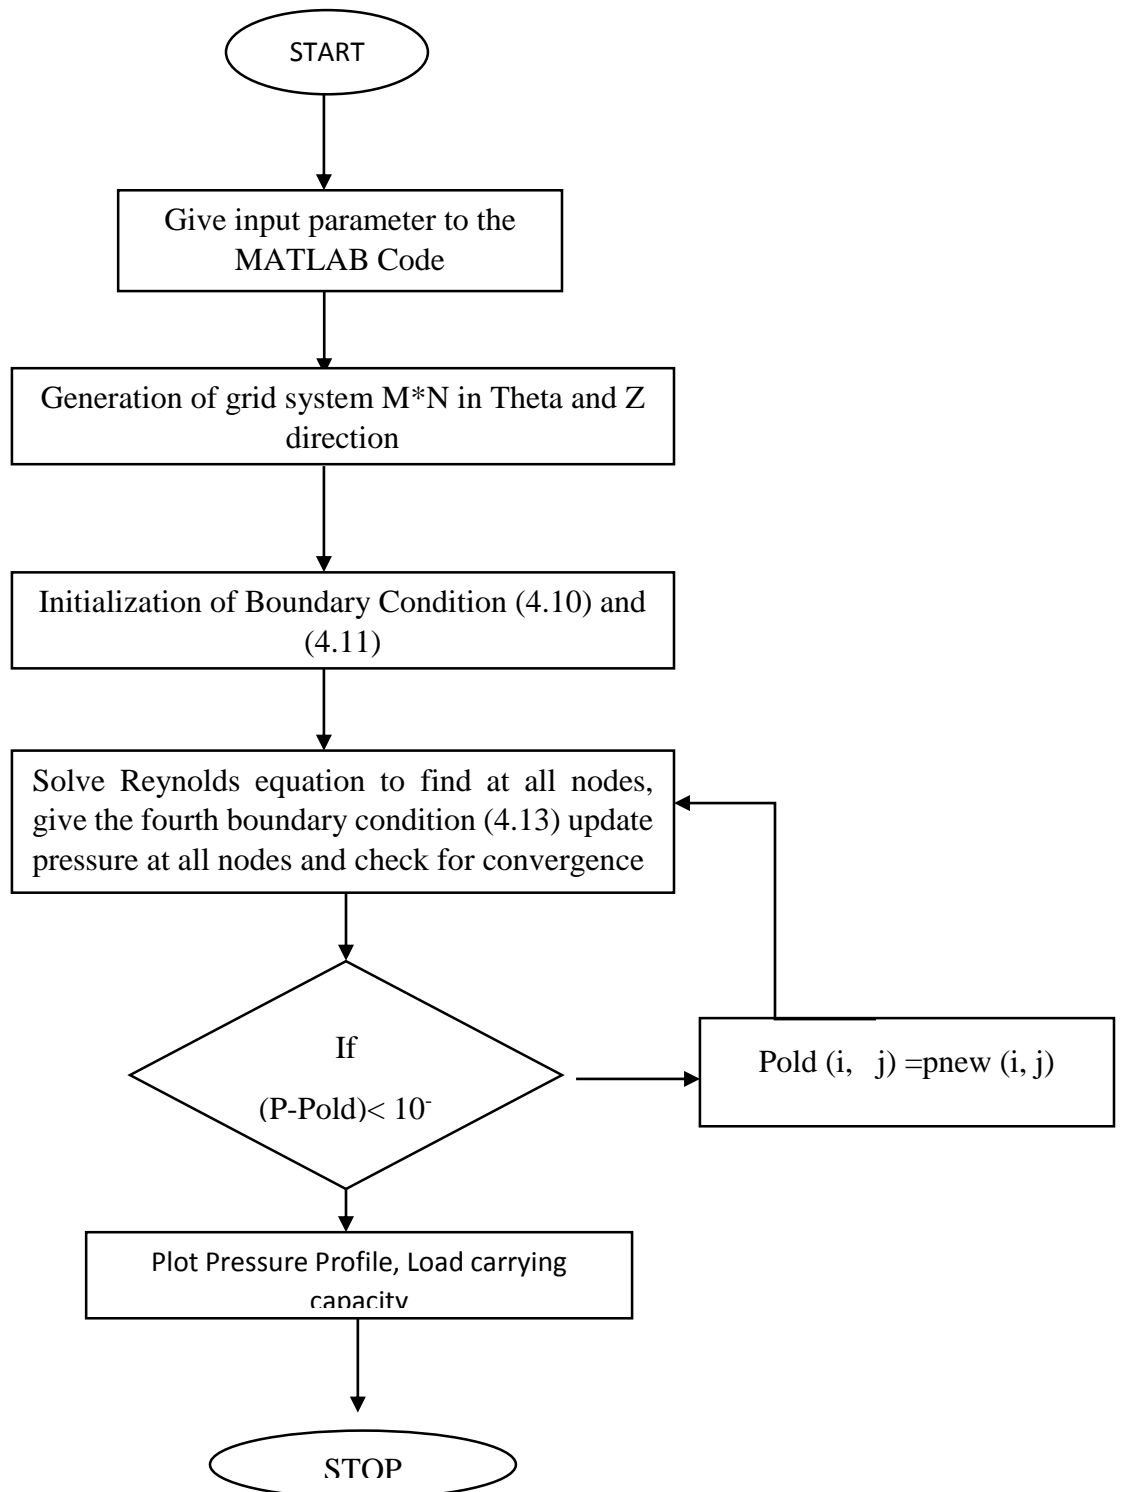 START
Give input parameter to the
MATLAB Code
Generation of grid system M*N in Theta and Z
direction
Initialization of Boundary Condition (4.10) and
(4.11)
Solve Reynolds equation to find at all nodes,
give the fourth boundary condition (4.13) update
pressure at all nodes and check for convergence
If
(P-Pold)< 10-
Pold (i, j) =pnew (i, j)
Plot Pressure Profile, Load carrying
capacity
STOP